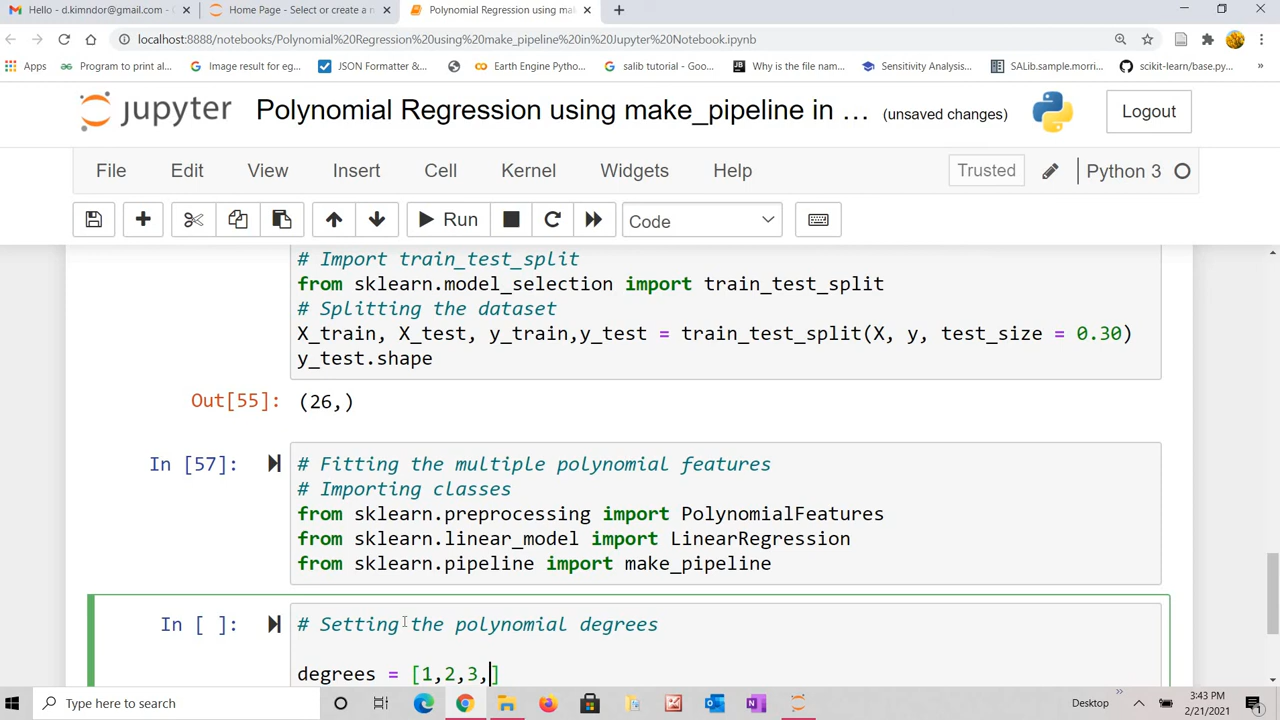 Hello - d.kimndor@gmail.com - G
Home Page - Select or create a n
Polynomial Regression using mak
localhost:8888/notebooks/Polynomial%20Regression%20using%20make_pipeline%20in%20Jupyter%20Notebook.ipynb
Apps
Program to print al...
Image result for eg...
JSON Formatter &...
Earth Engine Pytho...
salib tutorial - Goo...
Why is the file nam...
Sensitivity Analysis...
SALib.sample.morri...
scikit-learn/base.py...
»
jupyter
Polynomial Regression using make_pipeline in ...
(unsaved changes)
Logout
File
Edit
View
Insert
Cell
Kernel
Widgets
Help
Trusted
Python 3
Run
Code
# Import train_test_split
from sklearn.model_selection import train_test_split
# Splitting the dataset
X_train, X_test, y_train,y_test = train_test_split(X, y, test_size = 0.30)
y_test.shape
Out[55]: (26,)
In [57]:
# Fitting the multiple polynomial features
# Importing classes
from sklearn.preprocessing import PolynomialFeatures
from sklearn.linear_model import LinearRegression
from sklearn.pipeline import make_pipeline
In [ ]:
# Setting the polynomial degrees
degrees = [1,2,3,]
Type here to search
Desktop
»
3:43 PM
2/21/2021